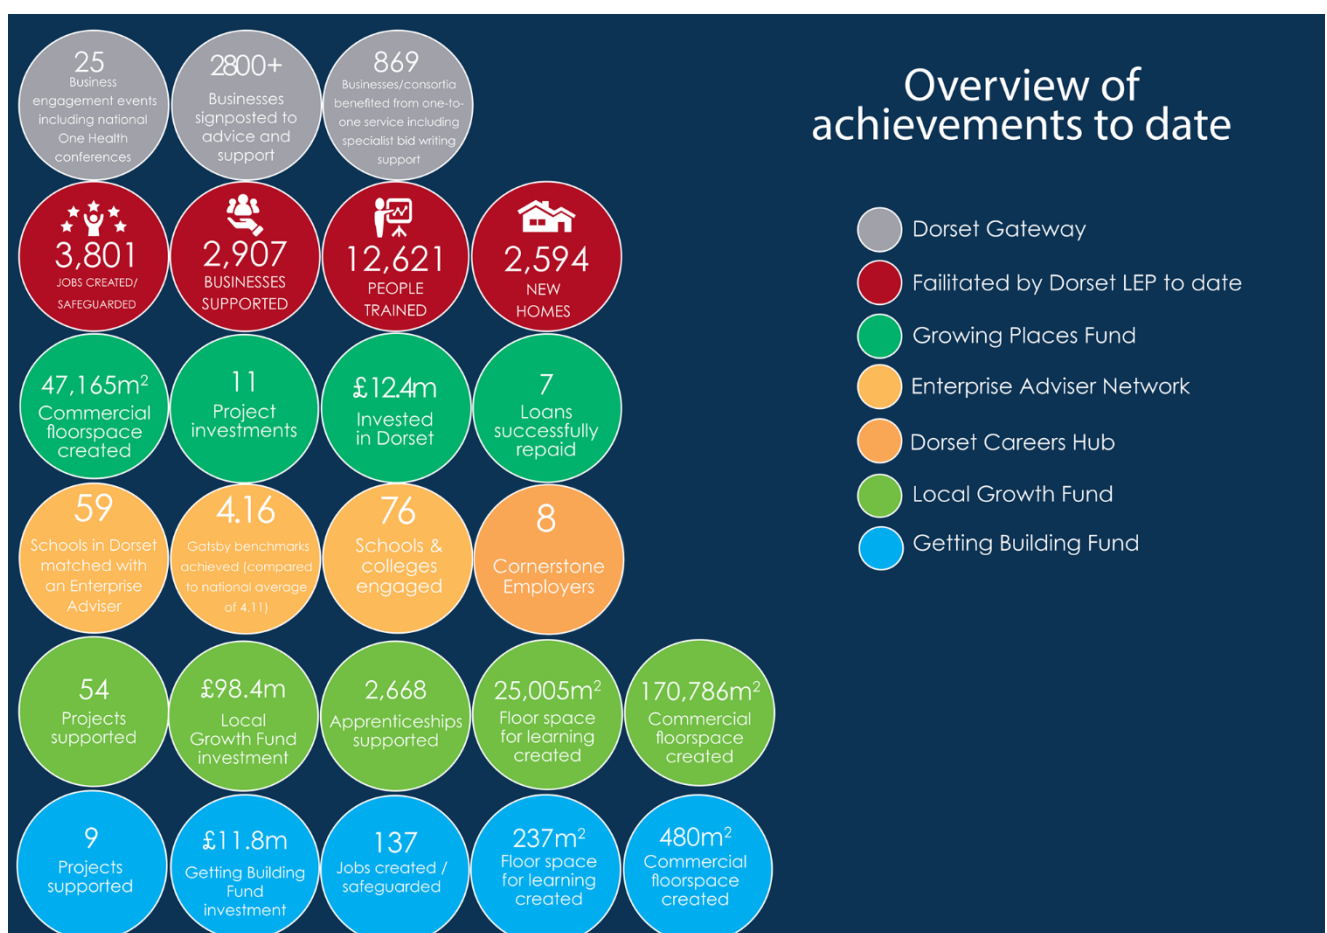 Overview of
achievements to date
25
Business
engagement events
including national
One Health
conferences
2800+
Businesses
signposted to
advice and
support
869
Businesses/consortia
benefited from one-to-
one service including
specialist bid writing
support
3,801
JOBS CREATED/
SAFEGUARDED
2,907
BUSINESSES
SUPPORTED
12,621
PEOPLE
TRAINED
2,594
NEW
HOMES
47,165m²
Commercial
floorspace
created
11
Project
investments
£12.4m
Invested
in Dorset
7
Loans
successfully
repaid
59
Schools in Dorset
matched with
an Enterprise
Adviser
4.16
Gatsby benchmarks
achieved (compared
to national average
of 4.11)
76
Schools &
colleges
engaged
8
Cornerstone
Employers
54
Projects
supported
£98.4m
Local
Growth Fund
investment
2,668
Apprenticeships
supported
25,005m²
Floor space
for learning
created
170,786m²
Commercial
floorspace
created
9
Projects
supported
£11.8m
Getting Building
Fund
investment
137
Jobs created /
safeguarded
237m²
Floor space
for learning
created
480m²
Commercial
floorspace
created
Dorset Gateway
Failitated by Dorset LEP to date
Growing Places Fund
Enterprise Adviser Network
Dorset Careers Hub
Local Growth Fund
Getting Building Fund